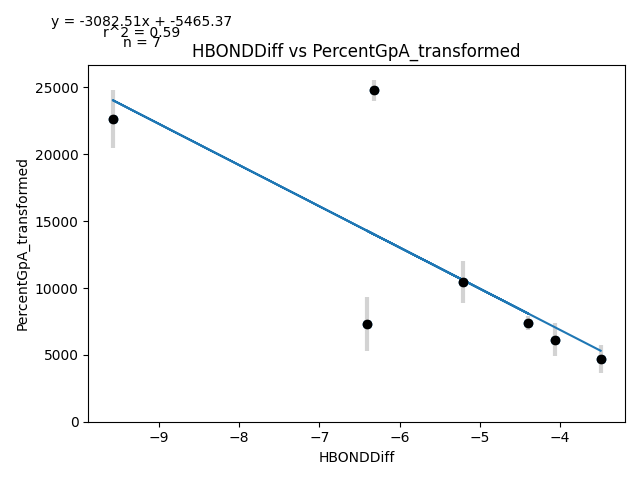 y = -3082.51x + -5465.37
r^2 = 0.59
n = 7
HBONDDiff vs PercentGpA_transformed
25000
20000
15000
10000
5000
0
PercentGpA_transformed
−9
−8
−7
−6
−5
−4
HBONDDiff